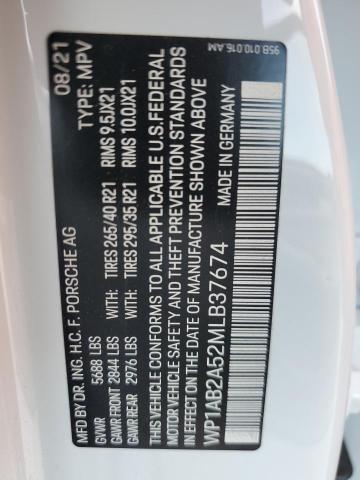 95B.010.016.AM
MFD BY DR. ING. H.C. F. PORSCHE AG 08/21
GVWR 5688 LBS TYPE: MPV
GAWR FRONT 2844 LBS TIRES 265/40 R21 RIMS 9.5JX21
GAWR REAR 2976 LBS TIRES 295/35 R21 RIMS 10.0JX21
THIS VEHICLE CONFORMS TO ALL APPLICABLE U.S. FEDERAL
MOTOR VEHICLE SAFETY AND THEFT PREVENTION STANDARDS
IN EFFECT ON THE DATE OF MANUFACTURE SHOWN ABOVE
WP1AB2A52MLB37674 MADE IN GERMANY